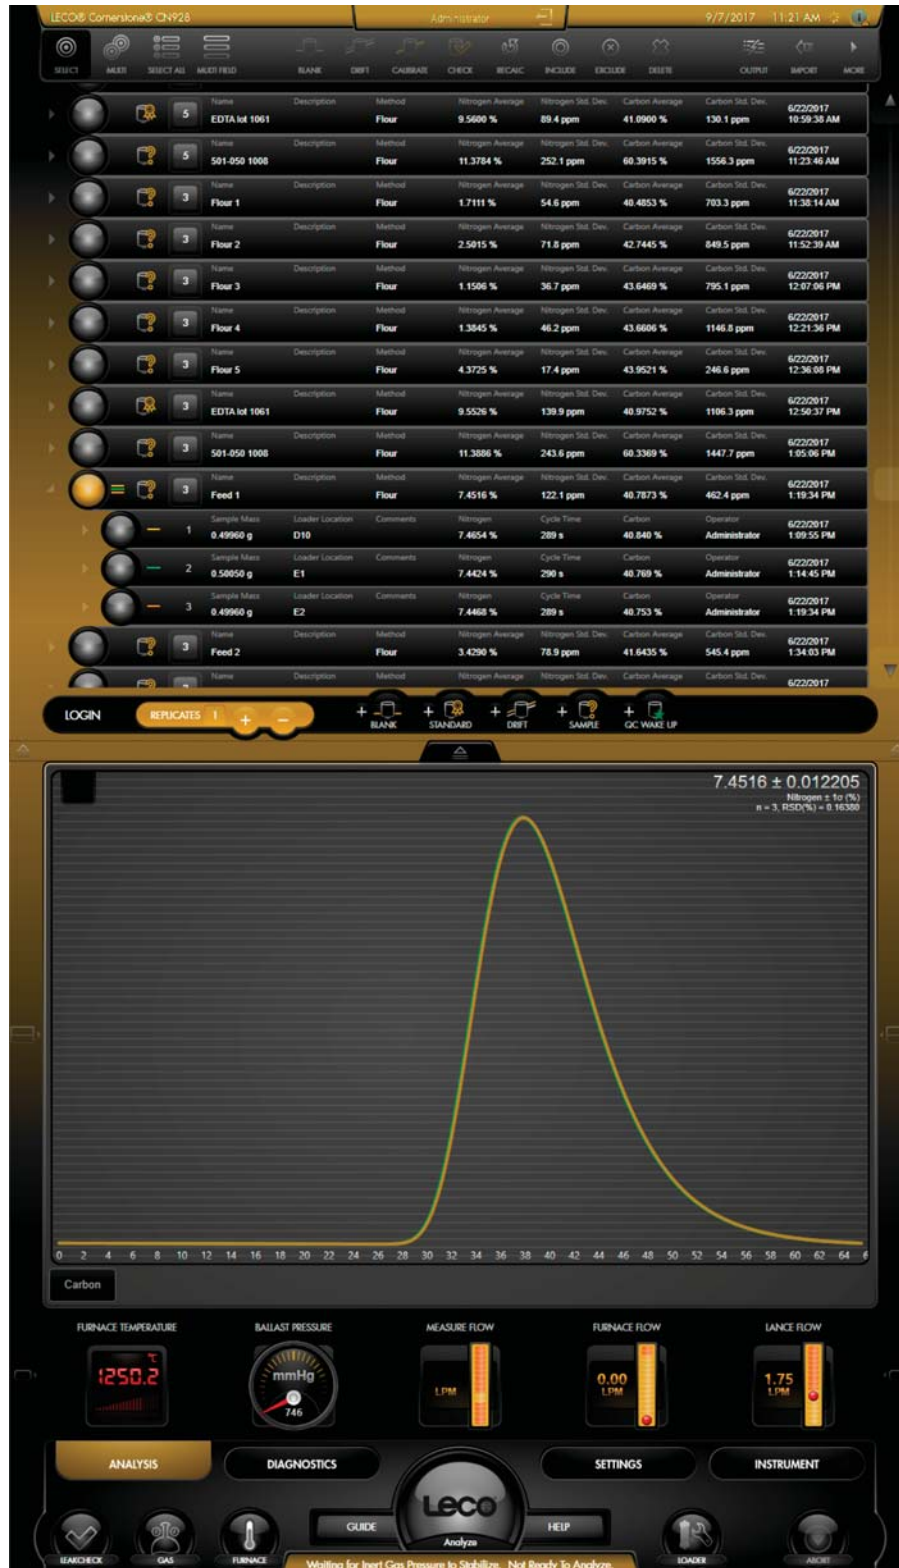 LECO® Cornerstone® CN928 Administrator 9/7/2017 11:21 AM
SELECT MULTI SELECT ALL MULTI FIELD BLANK DRIFT CALIBRATE CHECK RECALC INCLUDE EXCLUDE DELETE OUTPUT IMPORT MORE
Name Description Method Nitrogen Average Nitrogen Std. Dev. Carbon Average Carbon Std. Dev. 6/22/2017
5 EDTA lot 1061 Flour 9.5600 % 89.4 ppm 41.0900 % 130.1 ppm 10:59:38 AM
Name Description Method Nitrogen Average Nitrogen Std. Dev. Carbon Average Carbon Std. Dev. 6/22/2017
5 501-050 1008 Flour 11.3784 % 252.1 ppm 60.3915 % 1556.3 ppm 11:23:46 AM
Name Description Method Nitrogen Average Nitrogen Std. Dev. Carbon Average Carbon Std. Dev. 6/22/2017
3 Flour 1 Flour 1.7111 % 54.6 ppm 40.4853 % 703.3 ppm 11:38:14 AM
Name Description Method Nitrogen Average Nitrogen Std. Dev. Carbon Average Carbon Std. Dev. 6/22/2017
3 Flour 2 Flour 2.5015 % 71.8 ppm 42.7445 % 849.5 ppm 11:52:39 AM
Name Description Method Nitrogen Average Nitrogen Std. Dev. Carbon Average Carbon Std. Dev. 6/22/2017
3 Flour 3 Flour 1.1506 % 36.7 ppm 43.6469 % 795.1 ppm 12:07:06 PM
Name Description Method Nitrogen Average Nitrogen Std. Dev. Carbon Average Carbon Std. Dev. 6/22/2017
3 Flour 4 Flour 1.3845 % 46.2 ppm 43.6606 % 1146.8 ppm 12:21:36 PM
Name Description Method Nitrogen Average Nitrogen Std. Dev. Carbon Average Carbon Std. Dev. 6/22/2017
3 Flour 5 Flour 4.3725 % 17.4 ppm 43.9521 % 246.6 ppm 12:36:08 PM
Name Description Method Nitrogen Average Nitrogen Std. Dev. Carbon Average Carbon Std. Dev. 6/22/2017
3 EDTA lot 1061 Flour 9.5526 % 139.9 ppm 40.9752 % 1106.3 ppm 12:50:37 PM
Name Description Method Nitrogen Average Nitrogen Std. Dev. Carbon Average Carbon Std. Dev. 6/22/2017
3 501-050 1008 Flour 11.3886 % 243.6 ppm 60.3369 % 1447.7 ppm 1:05:06 PM
Name Description Method Nitrogen Average Nitrogen Std. Dev. Carbon Average Carbon Std. Dev. 6/22/2017
3 Feed 1 Flour 7.4516 % 122.1 ppm 40.7873 % 462.4 ppm 1:19:34 PM
Sample Mass Loader Location Comments Nitrogen Cycle Time Carbon Operator 6/22/2017
1 0.49960 g D10 7.4654 % 289 s 40.840 % Administrator 1:09:55 PM
Sample Mass Loader Location Comments Nitrogen Cycle Time Carbon Operator 6/22/2017
2 0.50050 g E1 7.4424 % 290 s 40.769 % Administrator 1:14:45 PM
Sample Mass Loader Location Comments Nitrogen Cycle Time Carbon Operator 6/22/2017
3 0.49960 g E2 7.4468 % 289 s 40.753 % Administrator 1:19:34 PM
Name Description Method Nitrogen Average Nitrogen Std. Dev. Carbon Average Carbon Std. Dev. 6/22/2017
3 Feed 2 Flour 3.4290 % 78.9 ppm 41.6435 % 545.4 ppm 1:34:03 PM
Name Description Method Nitrogen Average Nitrogen Std. Dev. Carbon Average Carbon Std. Dev. 6/22/2017
LOGIN REPLICATES 1 + − + BLANK + STANDARD + DRIFT + SAMPLE + QC WAKE UP
7.4516 ± 0.012205
Nitrogen ± 1σ (%)
n = 3, RSD(%) = 0.16380
0 2 4 6 8 10 12 14 16 18 20 22 24 26 28 30 32 34 36 38 40 42 44 46 48 50 52 54 56 58 60 62 64 6
Carbon
FURNACE TEMPERATURE BALLAST PRESSURE MEASURE FLOW FURNACE FLOW LANCE FLOW
°C
1250.2 mmHg 746 LPM 0.00 LPM 1.75 LPM
ANALYSIS DIAGNOSTICS SETTINGS INSTRUMENT
LECO
GUIDE Analyze HELP
LEAKCHECK GAS FURNACE LOADER
Waiting for Inert Gas Pressure to Stabilize. Not Ready To Analyze.